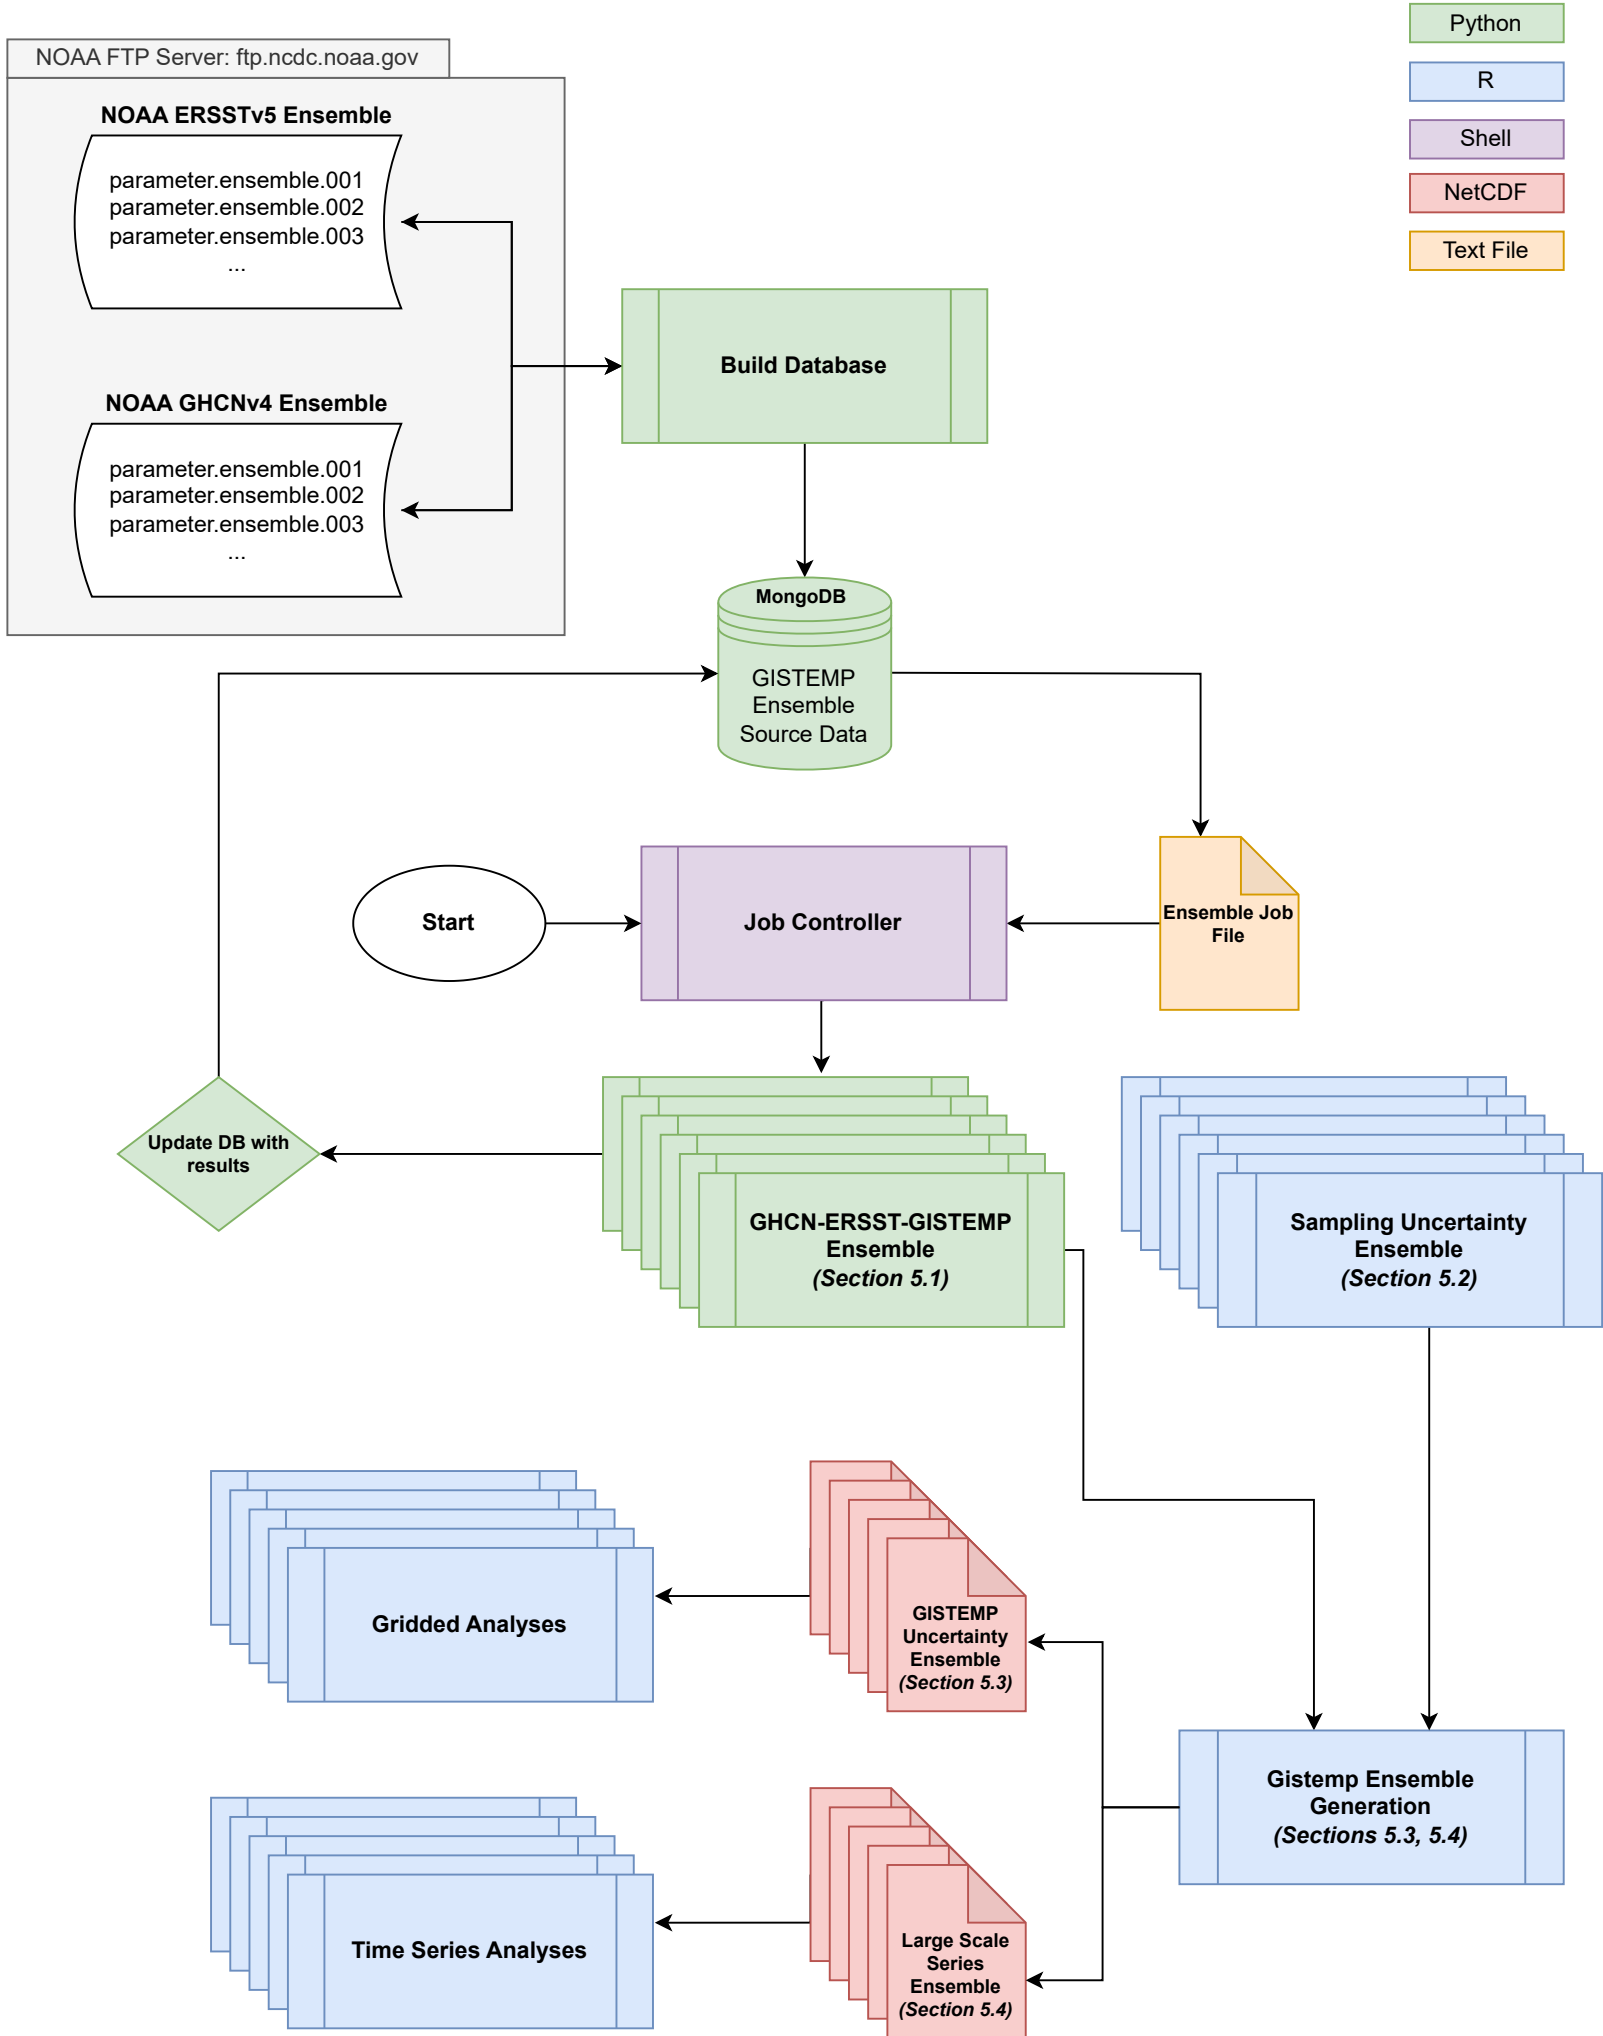 Python
R
Shell
NetCDF
Text File
NOAA FTP Server: ftp.ncdc.noaa.gov
NOAA ERSSTv5 Ensemble
parameter.ensemble.001
parameter.ensemble.002
parameter.ensemble.003
...
NOAA GHCNv4 Ensemble
parameter.ensemble.001
parameter.ensemble.002
parameter.ensemble.003
...
Build Database
MongoDB
GISTEMP
Ensemble
Source Data
Start
Job Controller
Ensemble Job
File
Update DB with
results
GHCN-ERSST-GISTEMP
Ensemble
(Section 5.1)
Sampling Uncertainty
Ensemble
(Section 5.2)
Gridded Analyses
GISTEMP
Uncertainty
Ensemble
(Section 5.3)
Gistemp Ensemble
Generation
(Sections 5.3, 5.4)
Time Series Analyses
Large Scale
Series
Ensemble
(Section 5.4)